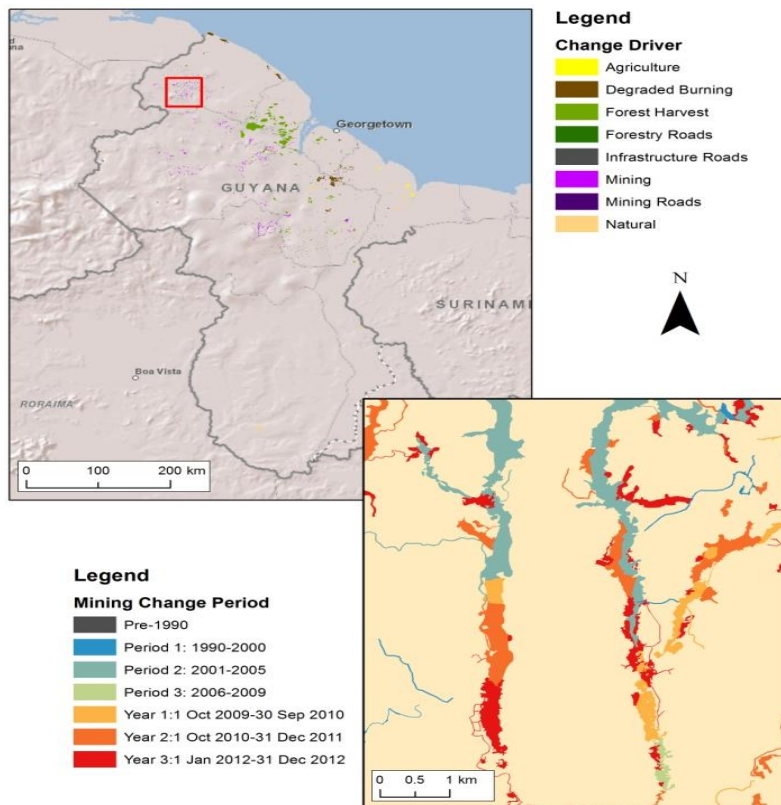 Georgetown
GUYANA
SURINAM
Boa Vista
RORAIMA
0 100 200 km
Legend
Change Driver
Agriculture
Degraded Burning
Forest Harvest
Forestry Roads
Infrastructure Roads
Mining
Mining Roads
Natural
N
Legend
Mining Change Period
Pre-1990
Period 1: 1990-2000
Period 2: 2001-2005
Period 3: 2006-2009
Year 1:1 Oct 2009-30 Sep 2010
Year 2:1 Oct 2010-31 Dec 2011
Year 3:1 Jan 2012-31 Dec 2012
0 0.5 1 km